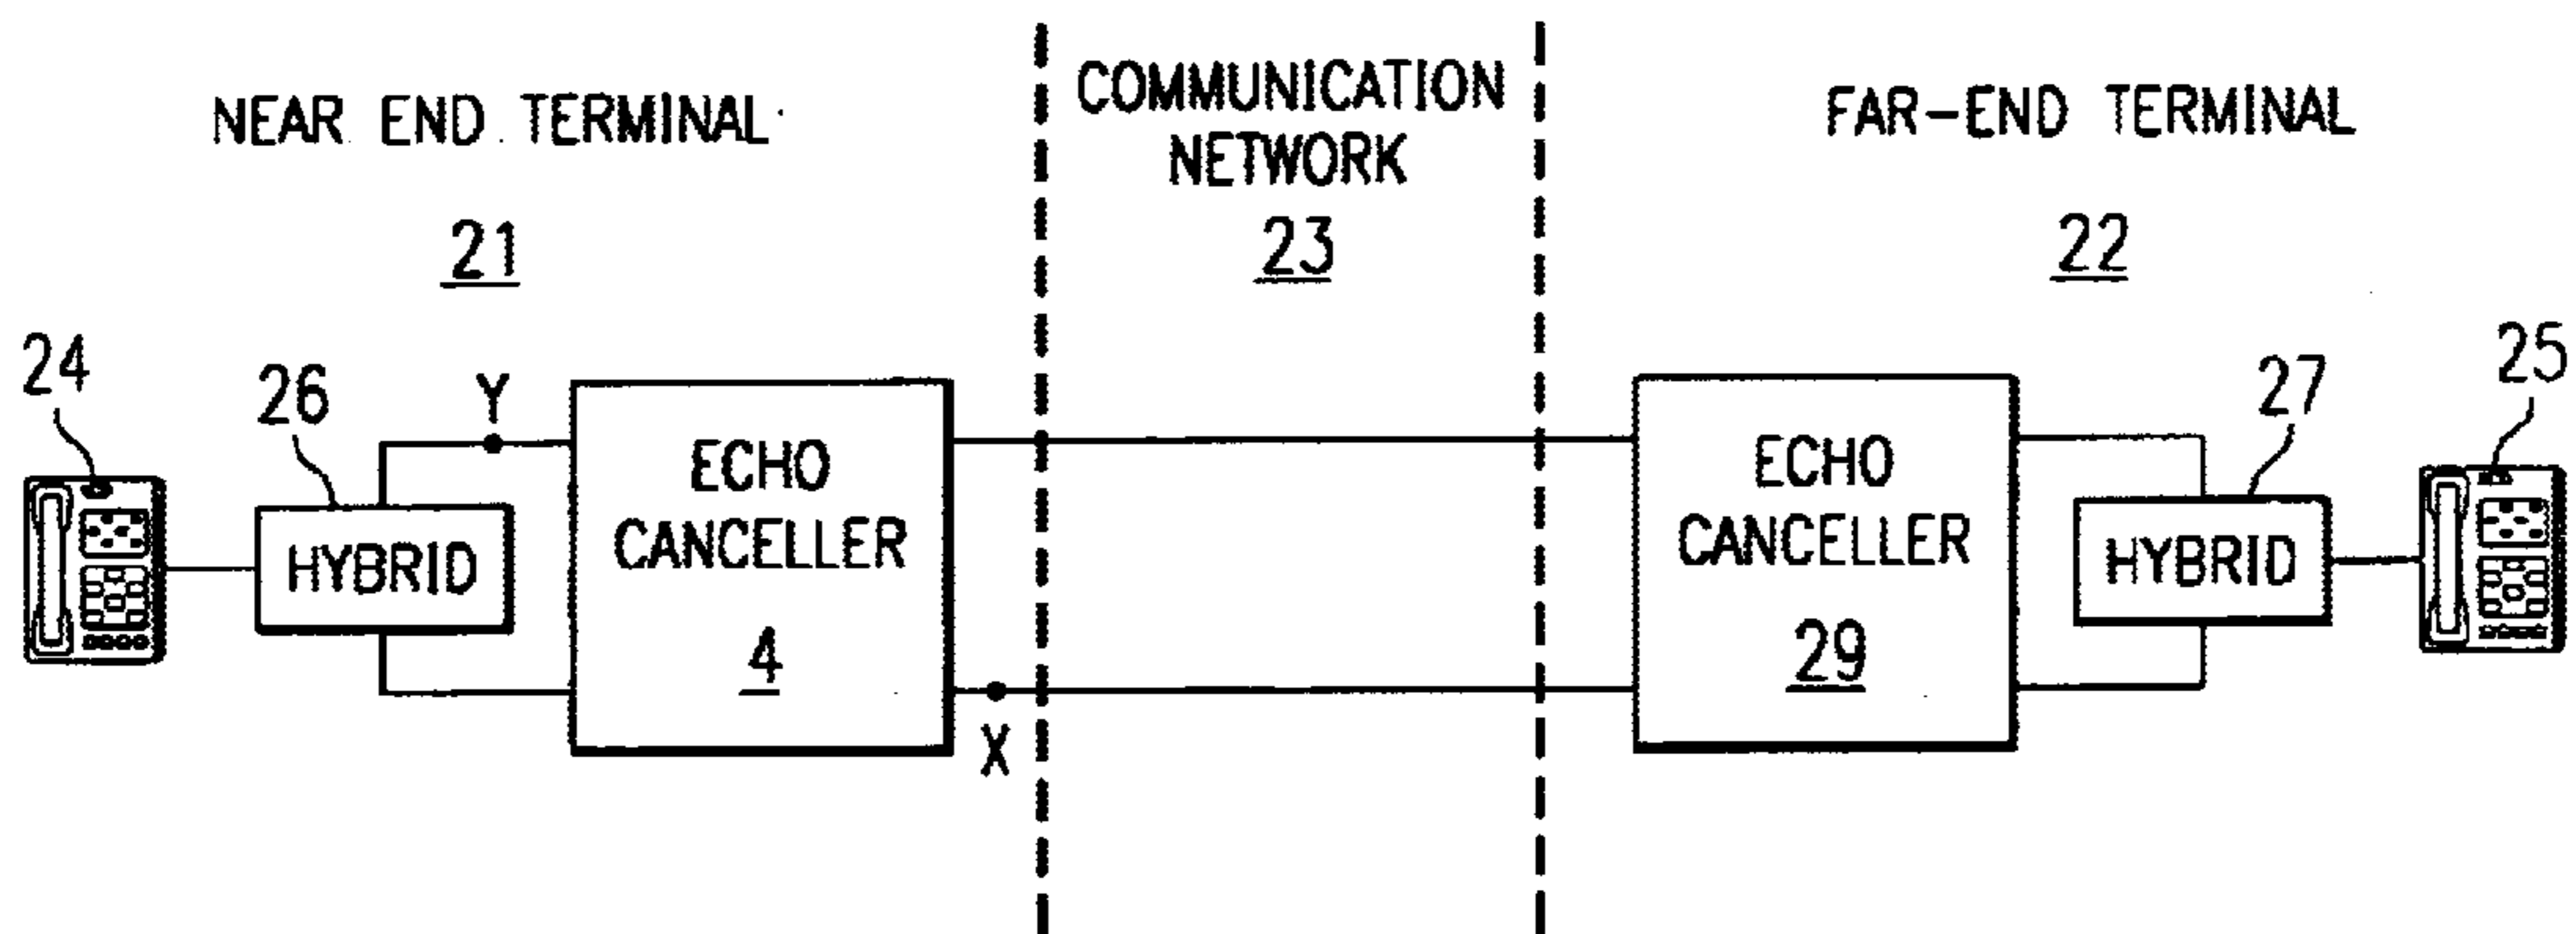 NEAR END TERMINAL
21
COMMUNICATION
NETWORK
23
FAR-END TERMINAL
22
24
26
Y
HYBRID
ECHO
CANCELLER
4
X
ECHO
CANCELLER
29
27
HYBRID
25